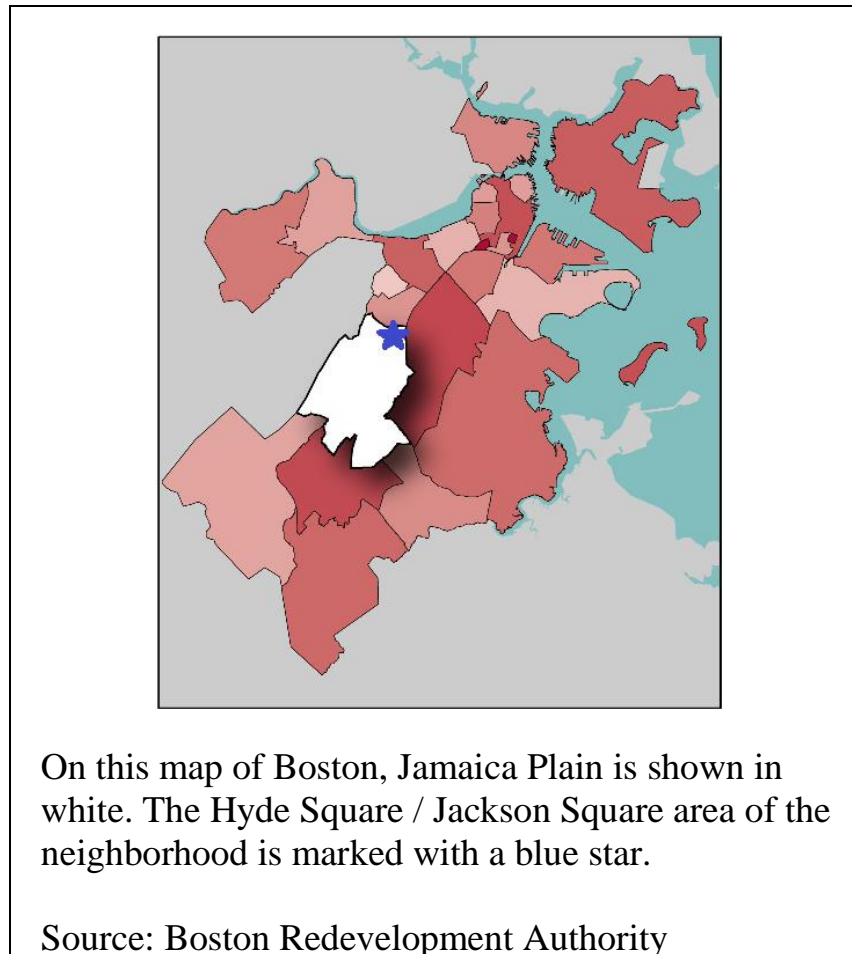 On this map of Boston, Jamaica Plain is shown in
white. The Hyde Square / Jackson Square area of the
neighborhood is marked with a blue star.
Source: Boston Redevelopment Authority